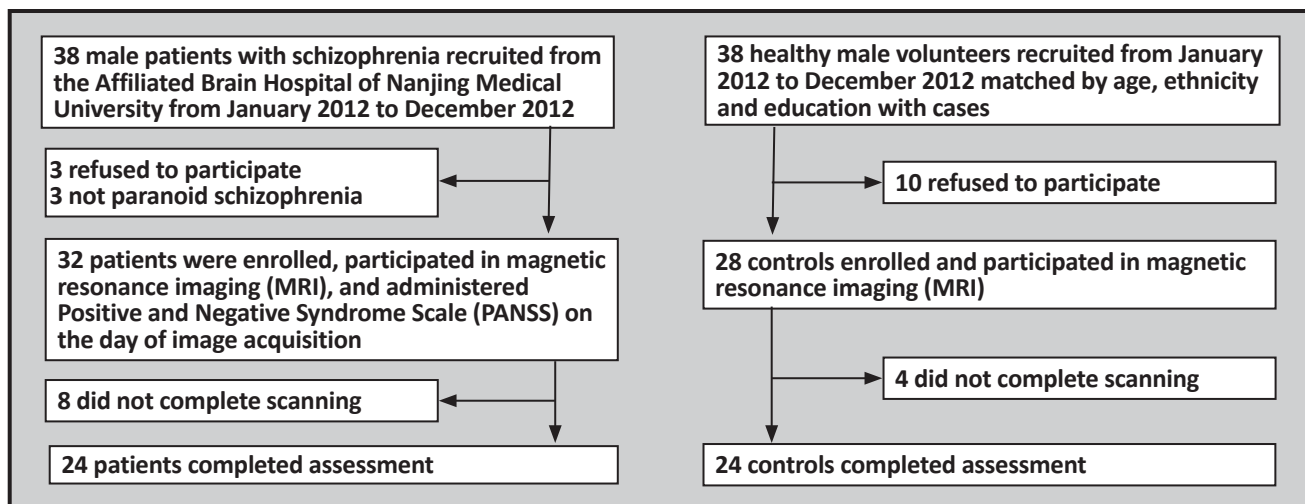 38 male patients with schizophrenia recruited from
the Affiliated Brain Hospital of Nanjing Medical
University from January 2012 to December 2012
3 refused to participate
3 not paranoid schizophrenia
32 patients were enrolled, participated in magnetic
resonance imaging (MRI), and administered
Positive and Negative Syndrome Scale (PANSS) on
the day of image acquisition
8 did not complete scanning
24 patients completed assessment
38 healthy male volunteers recruited from January
2012 to December 2012 matched by age, ethnicity
and education with cases
10 refused to participate
28 controls enrolled and participated in magnetic
resonance imaging (MRI)
4 did not complete scanning
24 controls completed assessment